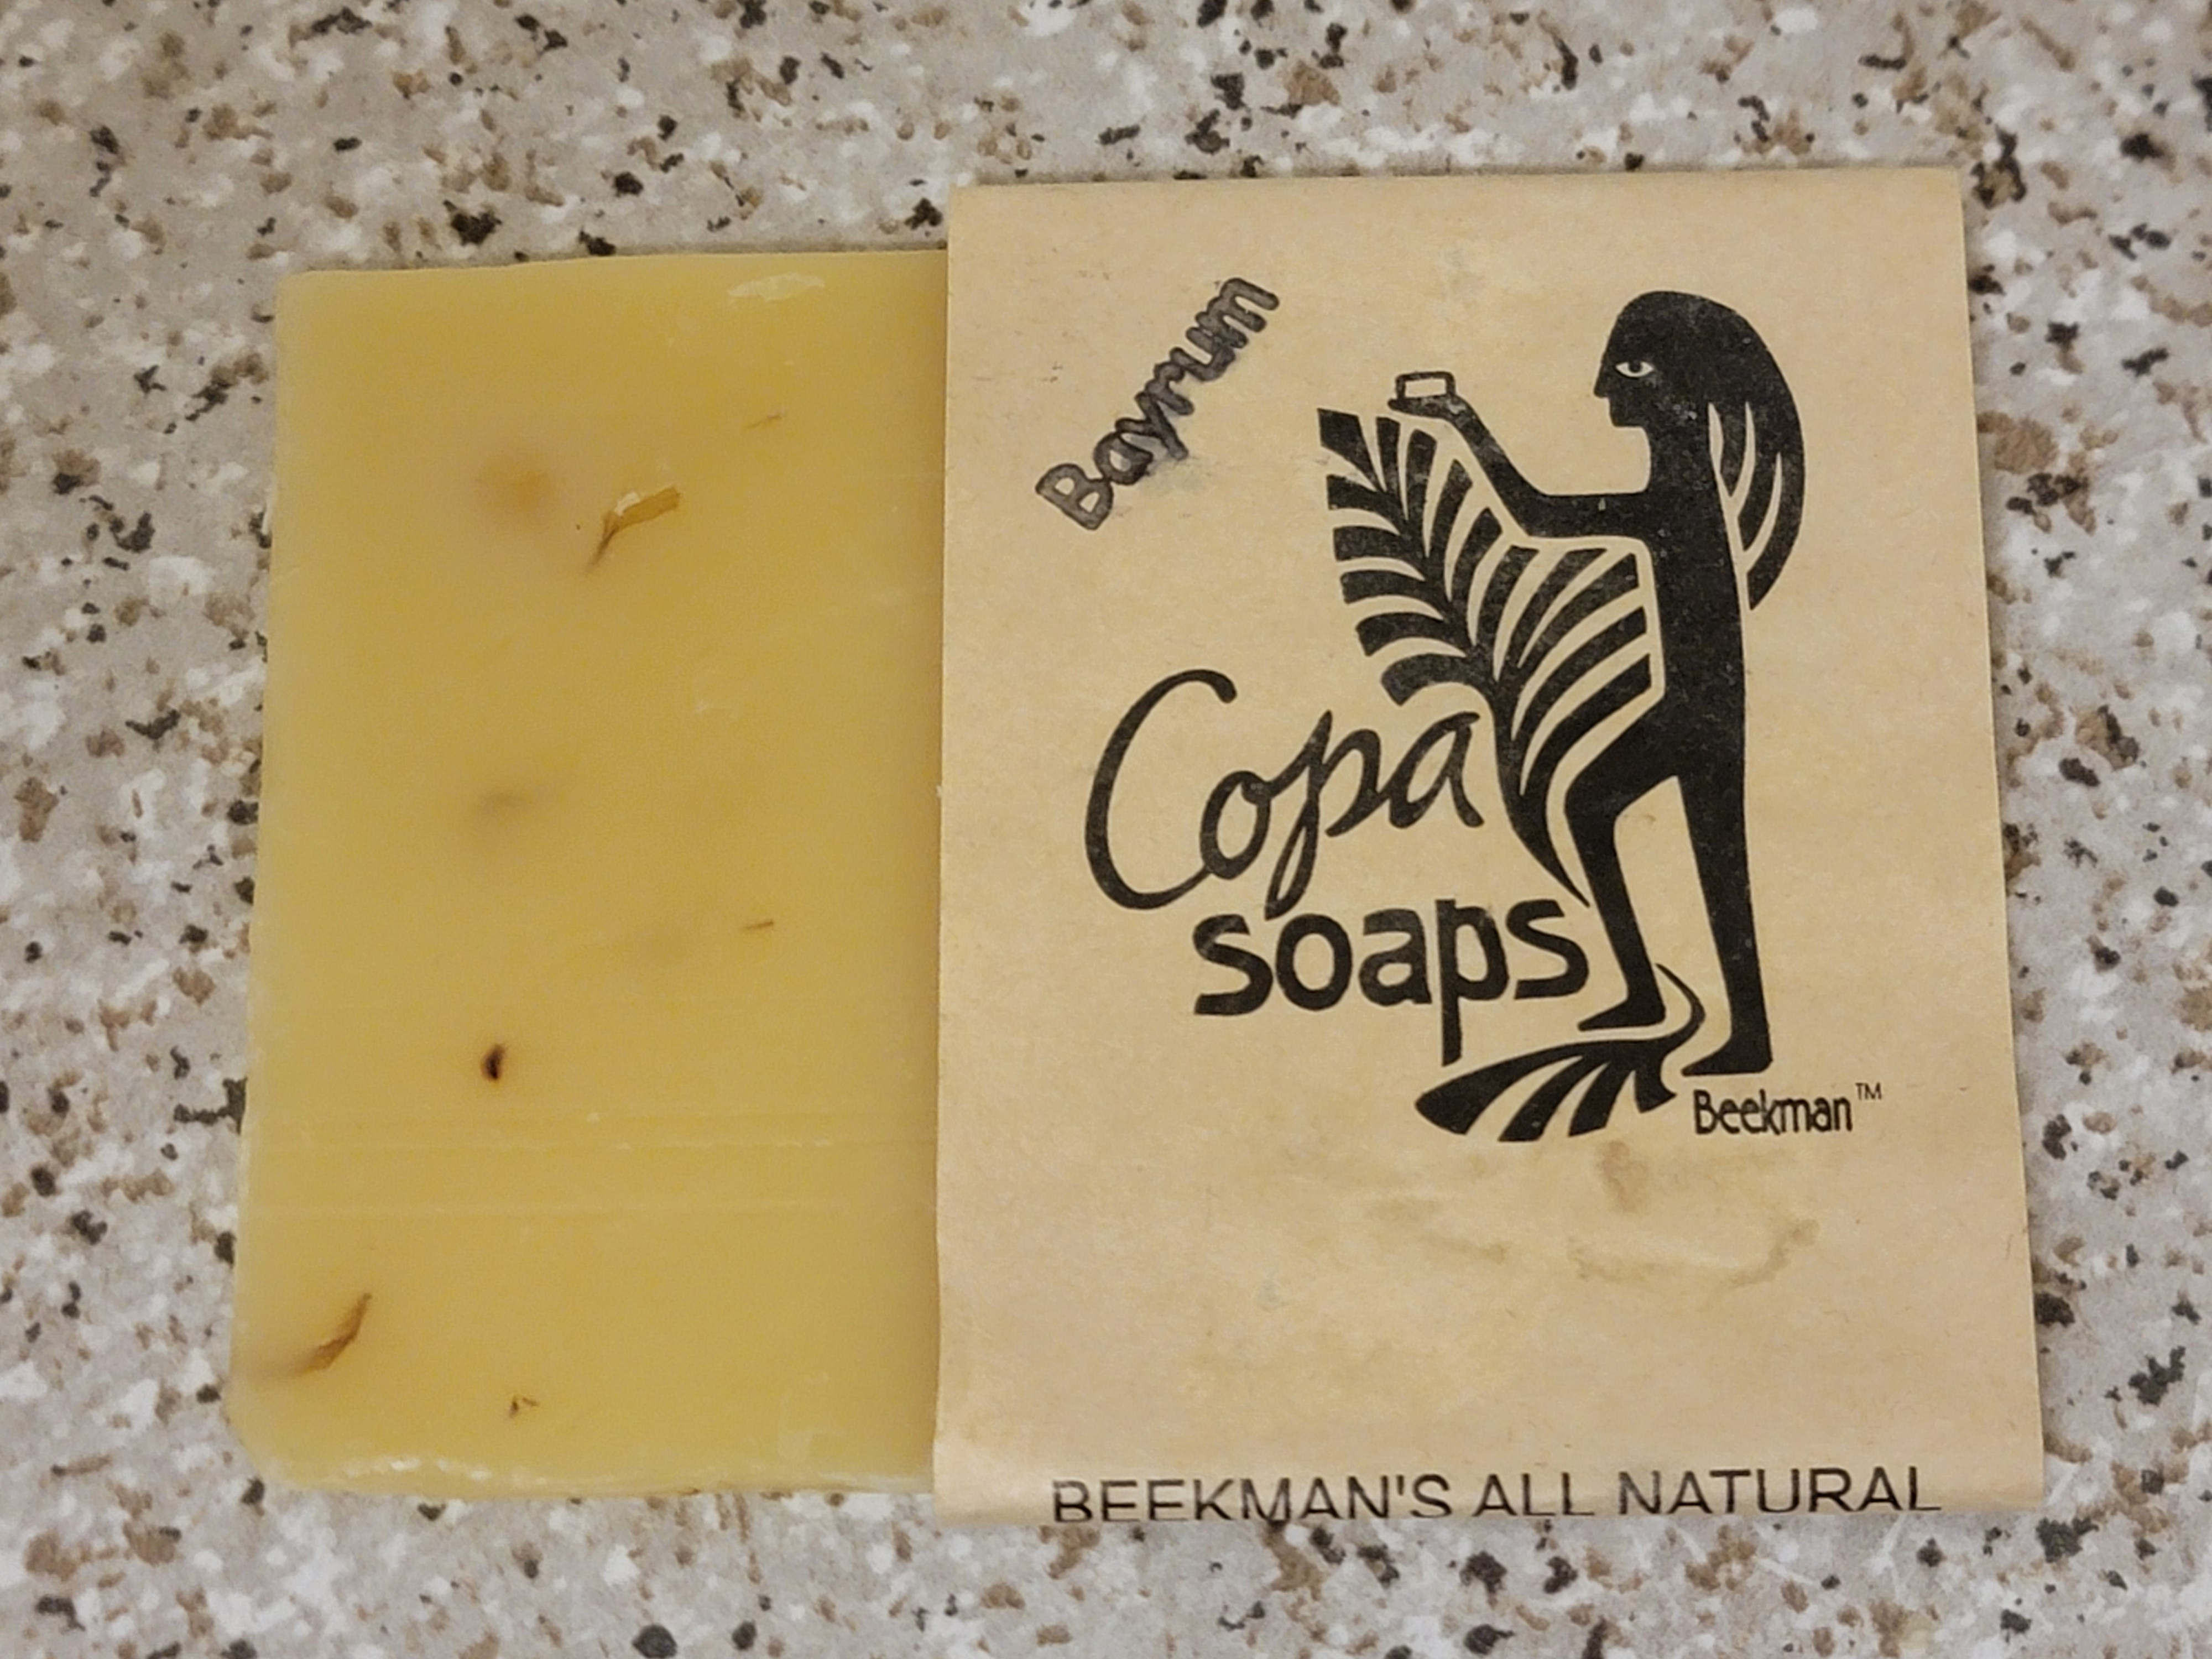 Bayrum
Copa
soaps
Beekman™
BEEKMAN'S ALL NATURAL